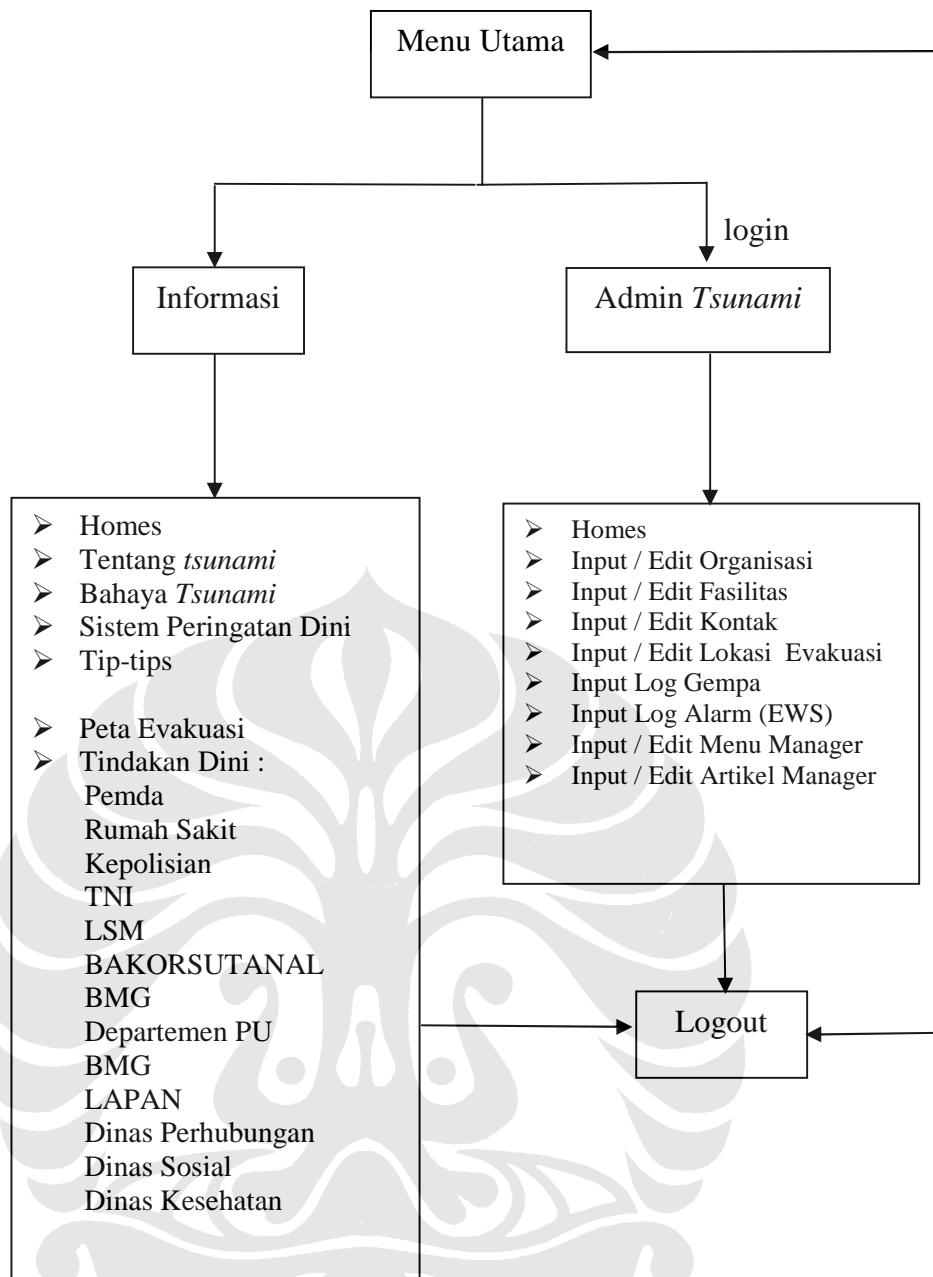 Menu Utama
login
Informasi
Admin Tsunami
Homes
Tentang tsunami
Bahaya Tsunami
Sistem Peringatan Dini
Tip-tips
Peta Evakuasi
Tindakan Dini :
Pemda
Rumah Sakit
Kepolisian
TNI
LSM
BAKORSUTANAL
BMG
Departemen PU
BMG
LAPAN
Dinas Perhubungan
Dinas Sosial
Dinas Kesehatan
Homes
Input / Edit Organisasi
Input / Edit Fasilitas
Input / Edit Kontak
Input / Edit Lokasi Evakuasi
Input Log Gempa
Input Log Alarm (EWS)
Input / Edit Menu Manager
Input / Edit Artikel Manager
Logout